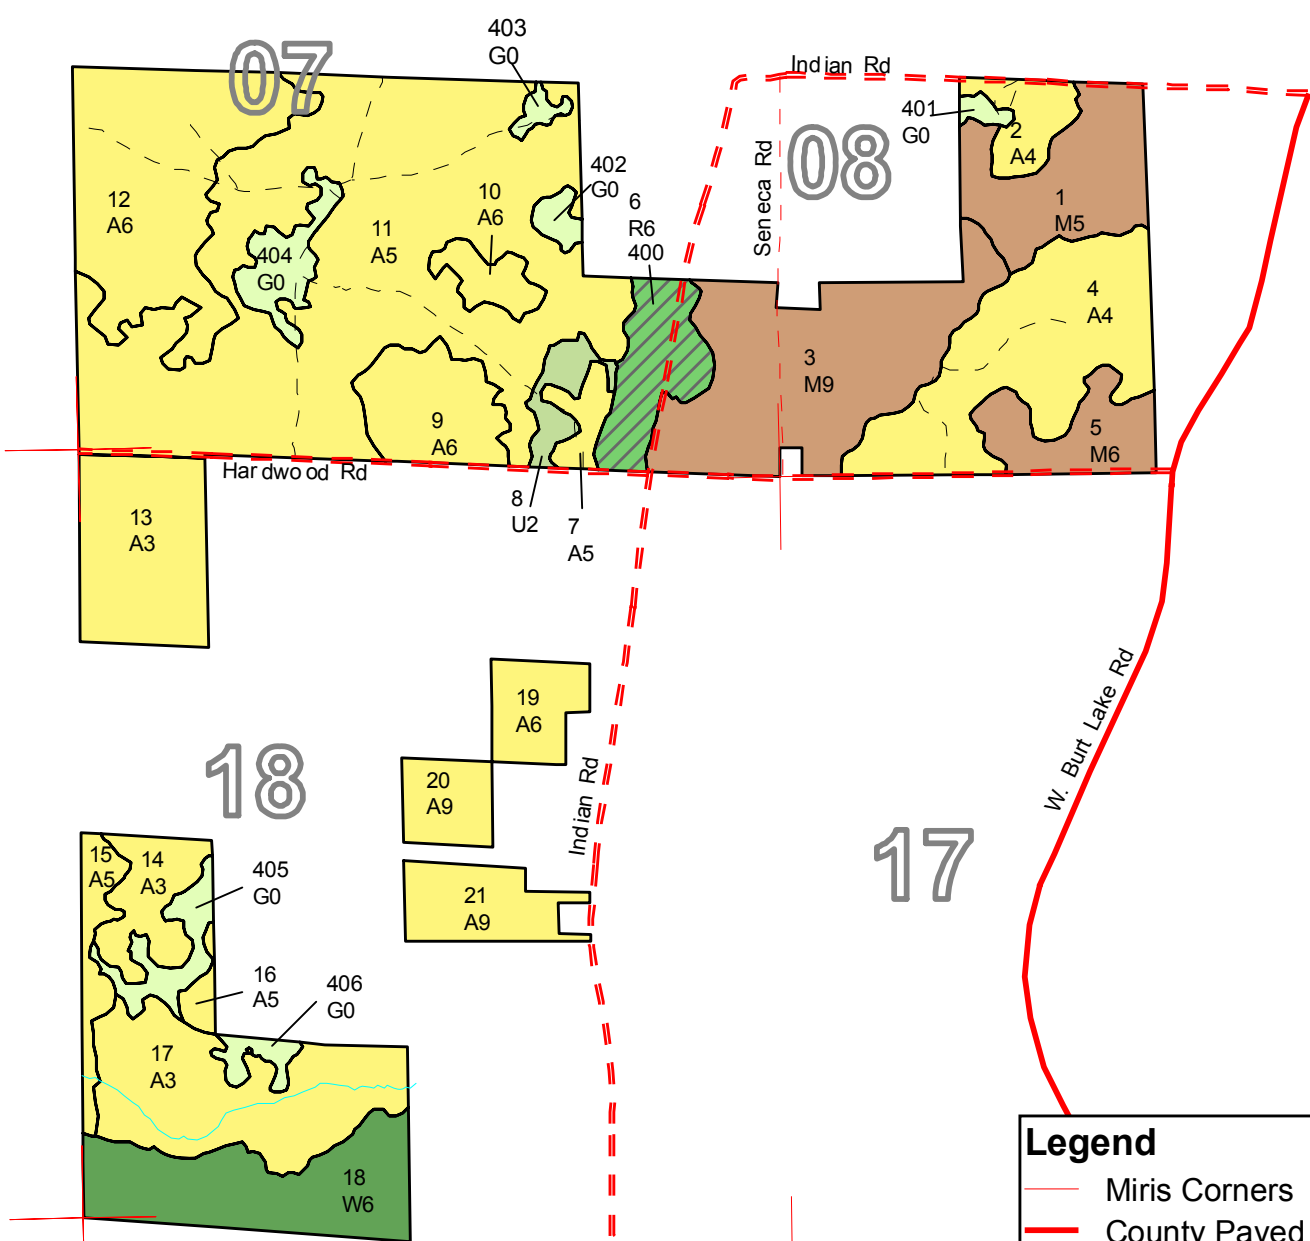 403
G0
07
Indian Rd
401
G0
08
2
A4
Seneca Rd
402
G0
12
A6
10
A6
6
R6
400
1
M5
11
A5
404
G0
4
A4
3
M9
9
A6
5
M6
Hardwood Rd
8
U2
7
A5
13
A3
19
A6
W. Burt Lake Rd
18
20
A9
Indian Rd
17
15
A5
14
A3
405
G0
21
A9
16
A5
406
G0
17
A3
18
W6
Legend
Miris Corners
County Paved